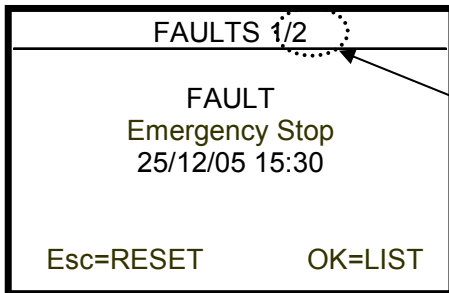 FAULTS 1/2
FAULT
Emergency Stop
25/12/05 15:30
Esc=RESET OK=LIST